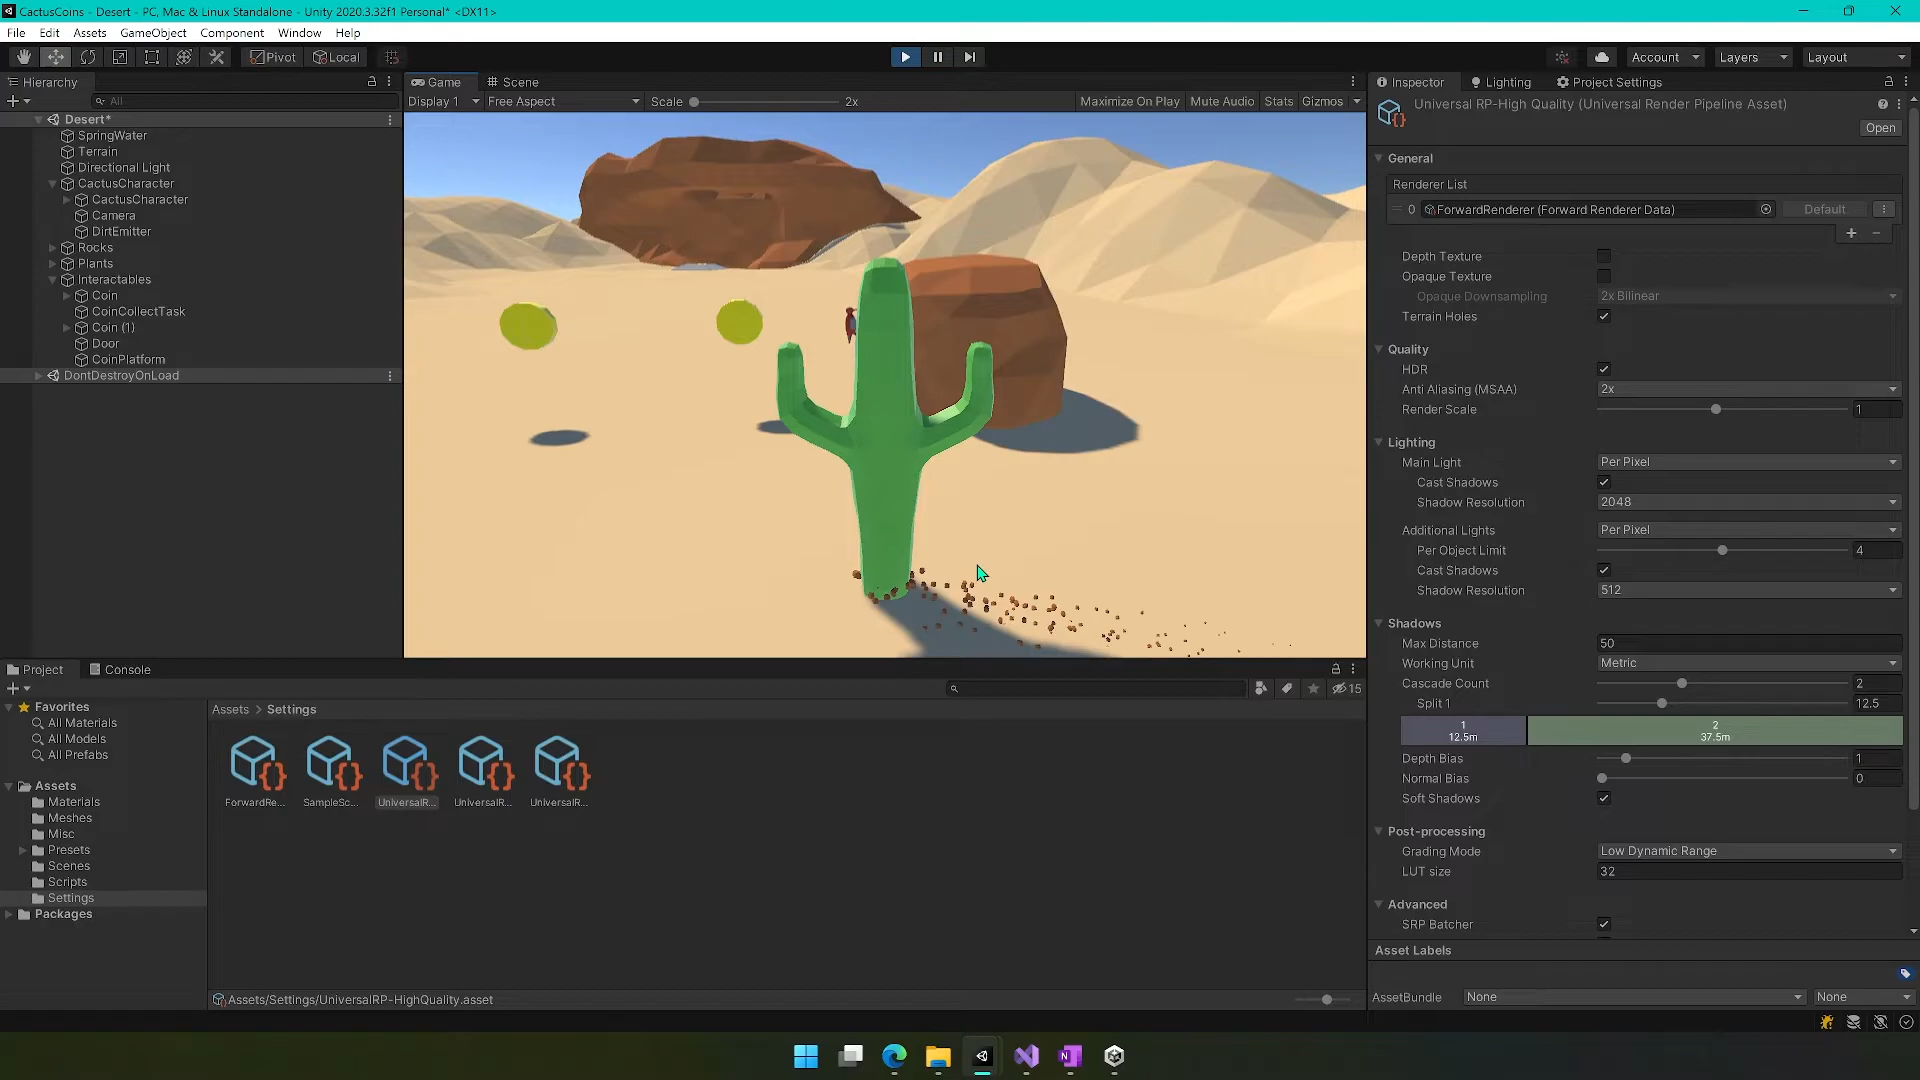 CactusCoins - Desert - PC, Mac & Linux Standalone - Unity 2020.3.32f1 Personal* <DX11>
File Edit Assets GameObject Component Window Help
Pivot Local Account Layers Layout
Hierarchy
All
Desert*
SpringWater
Terrain
Directional Light
CactusCharacter
CactusCharacter
Camera
DirtEmitter
Rocks
Plants
Interactables
Coin
CoinCollectTask
Coin (1)
Door
CoinPlatform
DontDestroyOnLoad
Game Scene
Display 1 Free Aspect Scale 2x Maximize On Play Mute Audio Stats Gizmos
Inspector Lighting Project Settings
Universal RP-High Quality (Universal Render Pipeline Asset)
Open
General
Renderer List
0 ForwardRenderer (Forward Renderer Data) Default
Depth Texture
Opaque Texture
Opaque Downsampling 2x Bilinear
Terrain Holes
Quality
HDR
Anti Aliasing (MSAA) 2x
Render Scale 1
Lighting
Main Light Per Pixel
Cast Shadows
Shadow Resolution 2048
Additional Lights Per Pixel
Per Object Limit 4
Cast Shadows
Shadow Resolution 512
Shadows
Max Distance 50
Working Unit Metric
Cascade Count 2
Split 1 12.5
1 2
12.5m 37.5m
Depth Bias 1
Normal Bias 0
Soft Shadows
Post-processing
Grading Mode Low Dynamic Range
LUT size 32
Advanced
SRP Batcher
Asset Labels
AssetBundle None None
Project Console
15
Favorites
All Materials
All Models
All Prefabs
Assets
Materials
Meshes
Misc
Presets
Scenes
Scripts
Settings
Packages
Assets > Settings
ForwardRe... SampleSc... UniversalR... UniversalR... UniversalR...
Assets/Settings/UniversalRP-HighQuality.asset